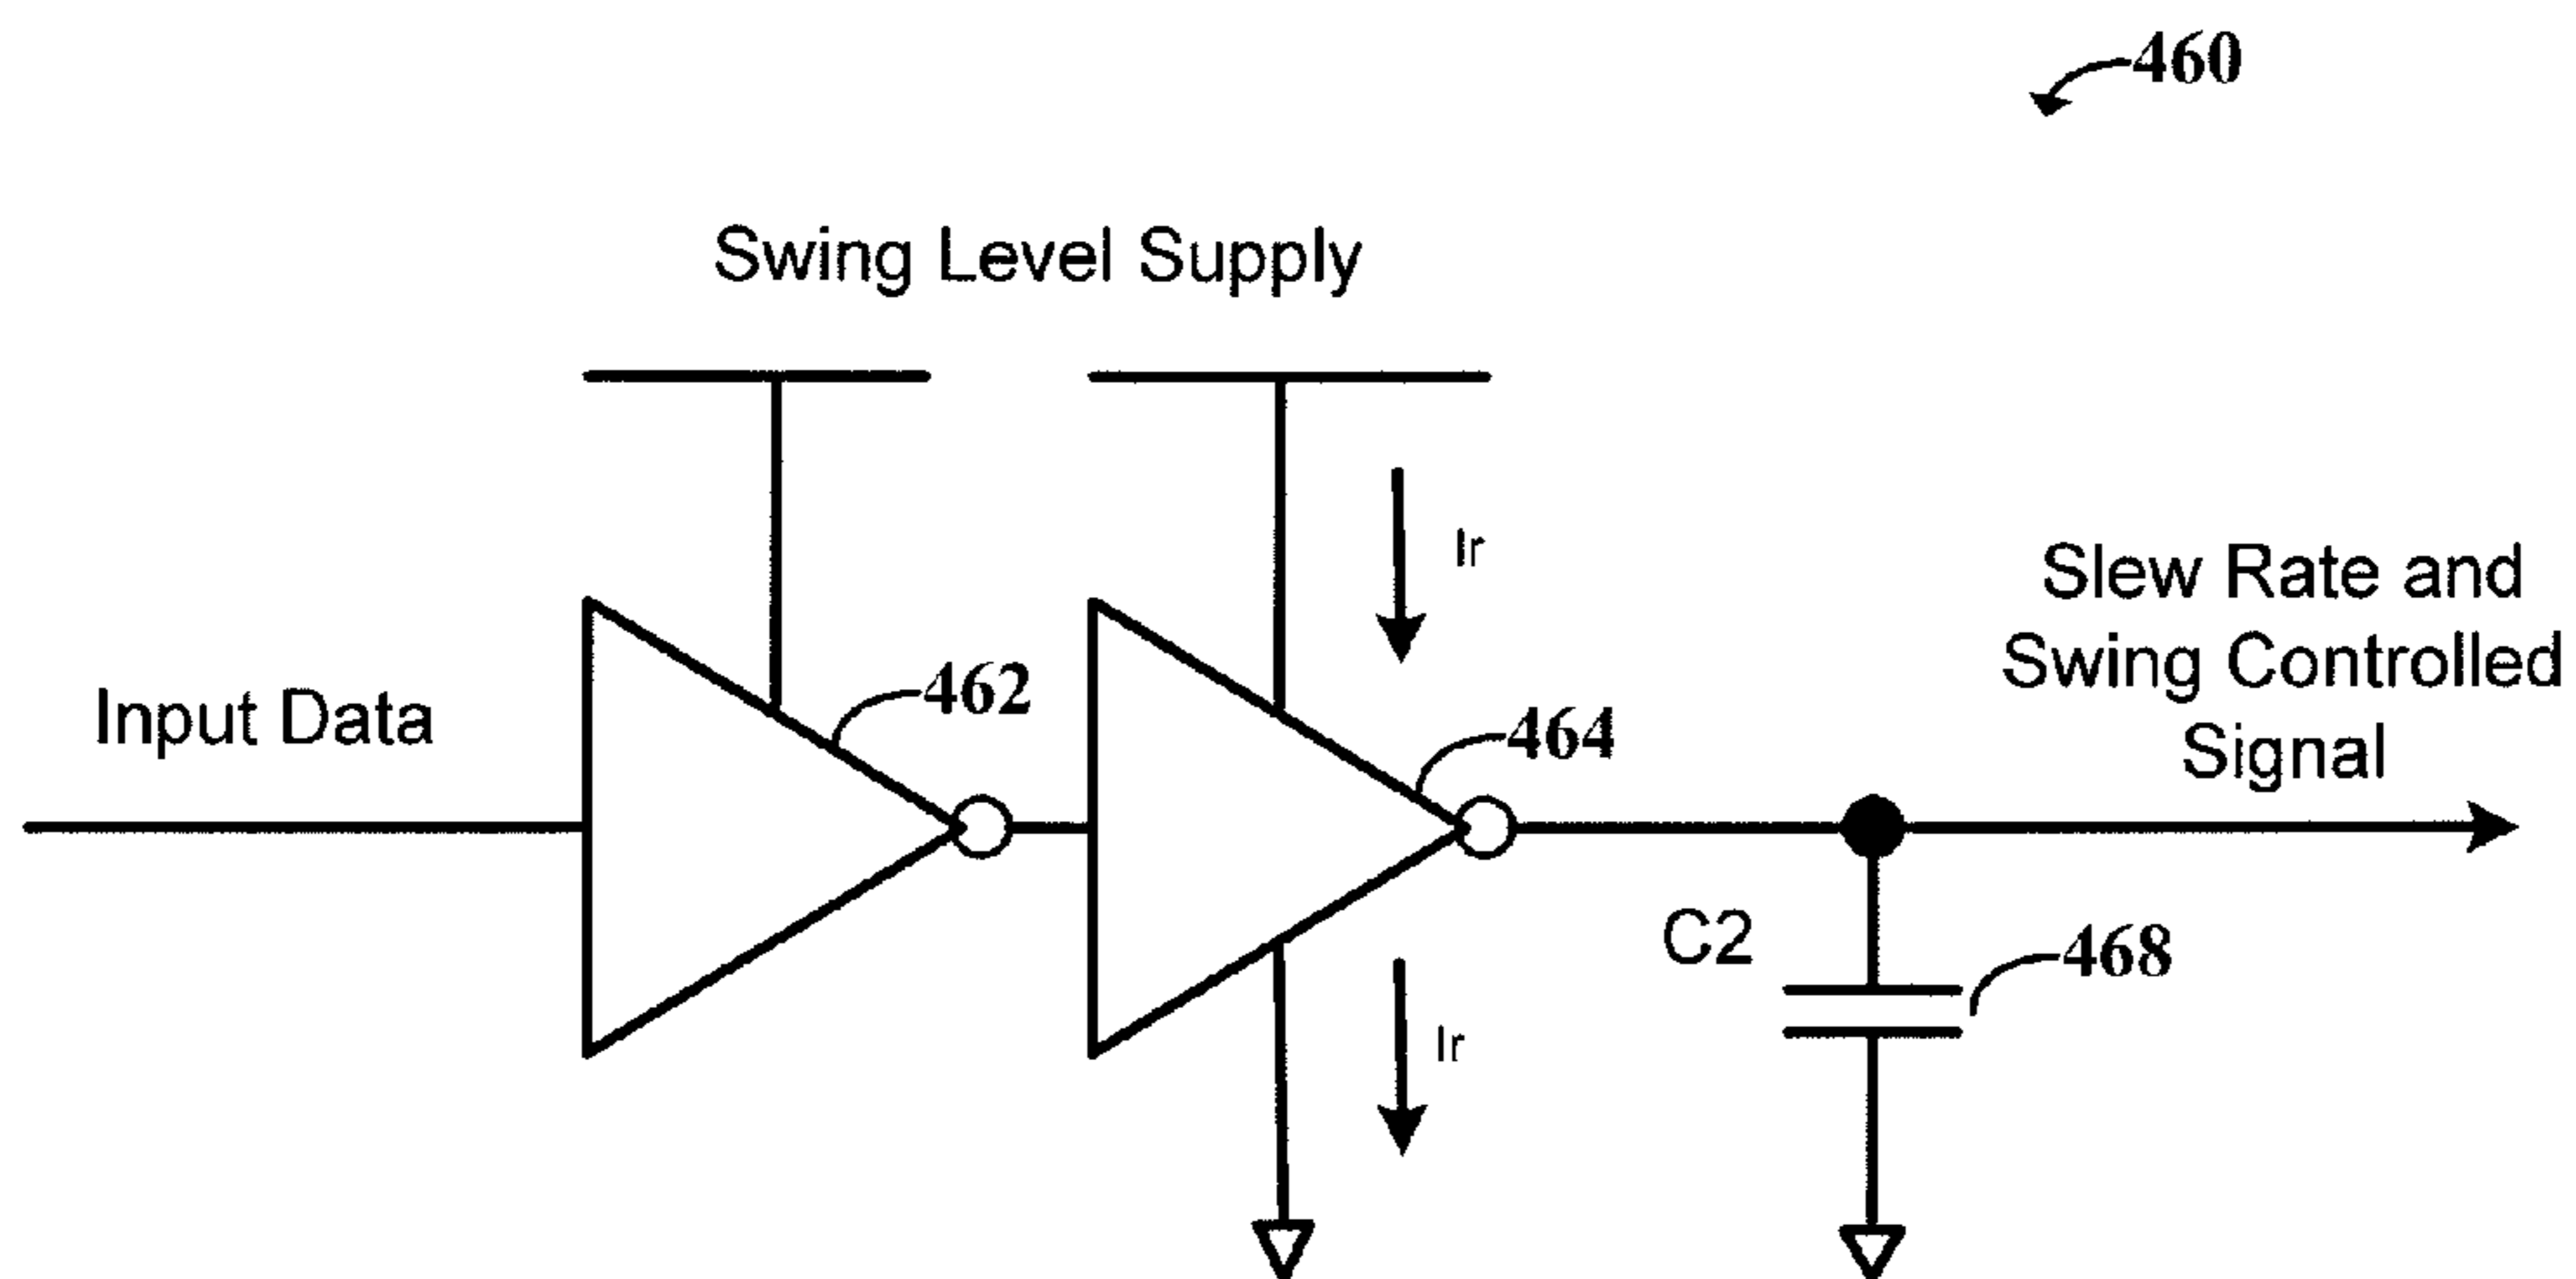 460
Swing Level Supply
Ir
Slew Rate and
Swing Controlled
Signal
Input Data
462
464
C2
468
Ir